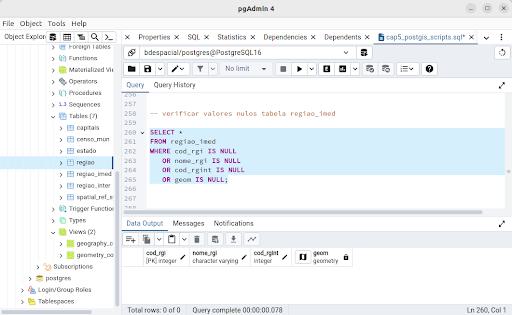 pgAdmin 4
File Object Tools Help
Object Explorer
Properties SQL Statistics Dependencies Dependents cap5_postgis_scripts.sql*
bdespacial/postgres@PostgreSQL16
No limit
Query Query History
Foreign Tables
Functions
Materialized Vie
Operators
Procedures
1..3 Sequences
Tables (7)
capitais
censo_mun
estado
regiao
regiao_imed
regiao_inter
spatial_ref_s
Trigger Function
Types
Views (2)
geography_c
geometry_co
Subscriptions
postgres
Login/Group Roles
Tablespaces
256
257
258 -- verificar valores nulos tabela regiao_imed
259
260 SELECT *
261 FROM regiao_imed
262 WHERE cod_rgi IS NULL
263 OR nome_rgi IS NULL
264 OR cod_rgint IS NULL
265 OR geom IS NULL;
266
267
268
Data Output Messages Notifications
cod_rgi nome_rgi cod_rgint geom
[PK] integer character varying integer geometry
Total rows: 0 of 0 Query complete 00:00:00.078 Ln 260, Col 1